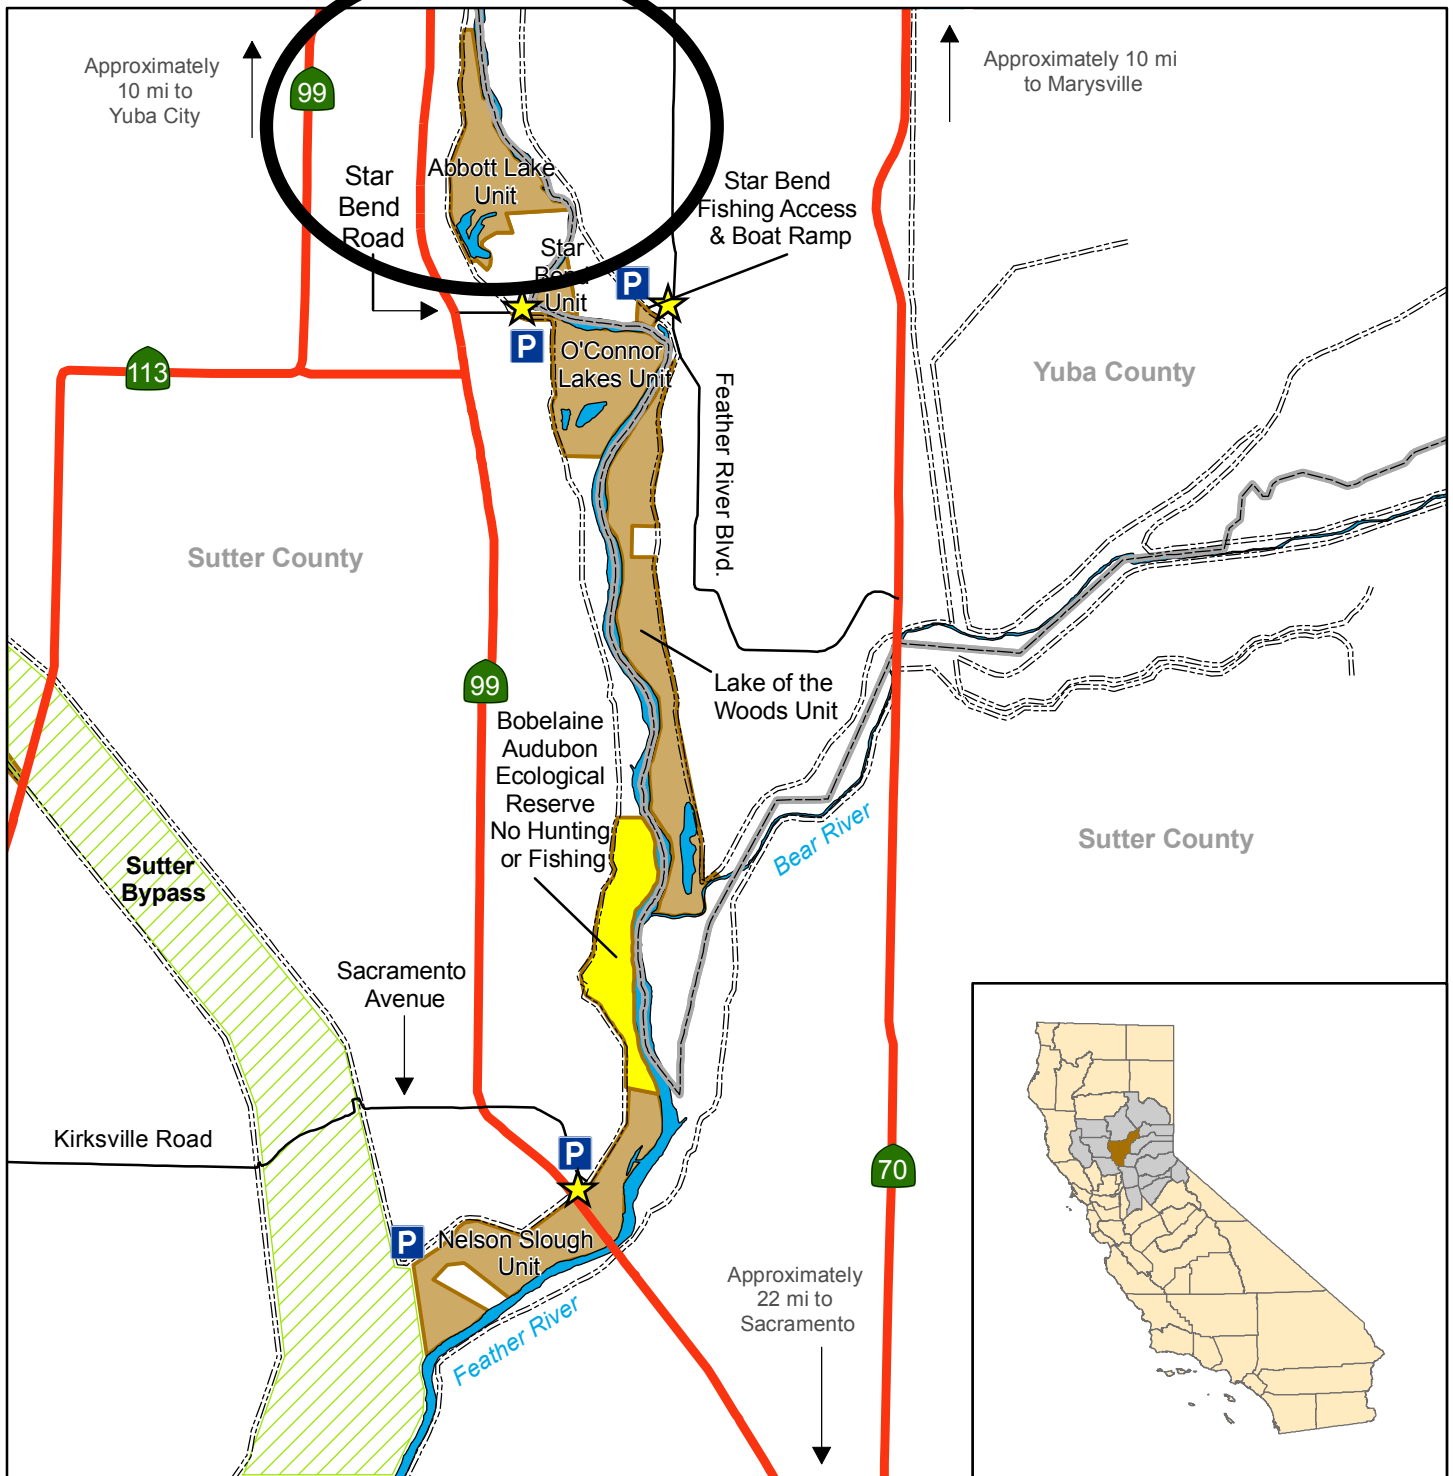 Approximately
10 mi to
Yuba City
99
Approximately 10 mi
to Marysville
Abbott Lake
Unit
Star
Bend
Road
Star Bend
Fishing Access
& Boat Ramp
Star
Bend
Unit
P
P
O'Connor
Lakes Unit
113
Feather River Blvd.
Yuba County
Sutter County
99
Lake of the
Woods Unit
Bobelaine
Audubon
Ecological
Reserve
No Hunting
or Fishing
Bear River
Sutter County
Sutter
Bypass
Sacramento
Avenue
Kirksville Road
P
70
P
Nelson Slough
Unit
Feather River
Approximately
22 mi to
Sacramento